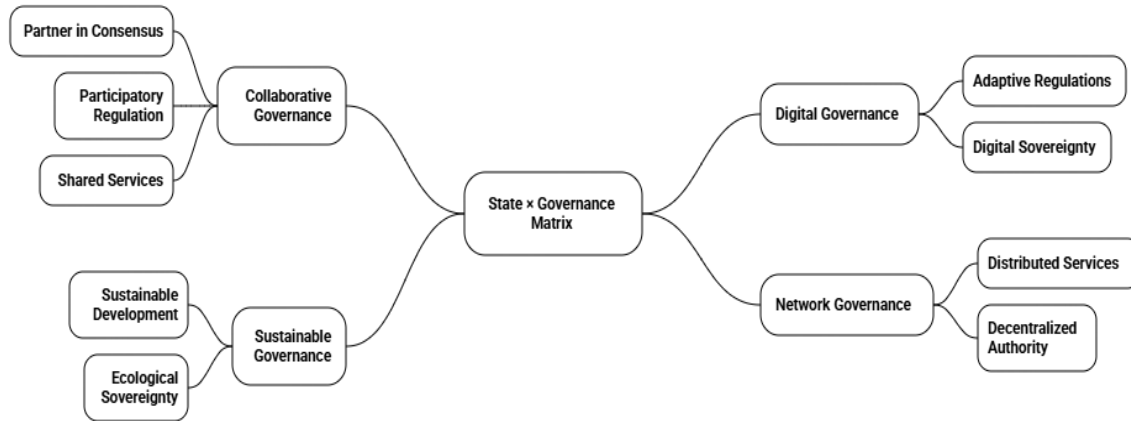 Partner in Consensus
Participatory
Regulation
Shared Services
Collaborative
Governance
Sustainable
Development
Ecological
Sovereignty
Sustainable
Governance
State × Governance
Matrix
Digital Governance
Adaptive Regulations
Digital Sovereignty
Network Governance
Distributed Services
Decentralized
Authority